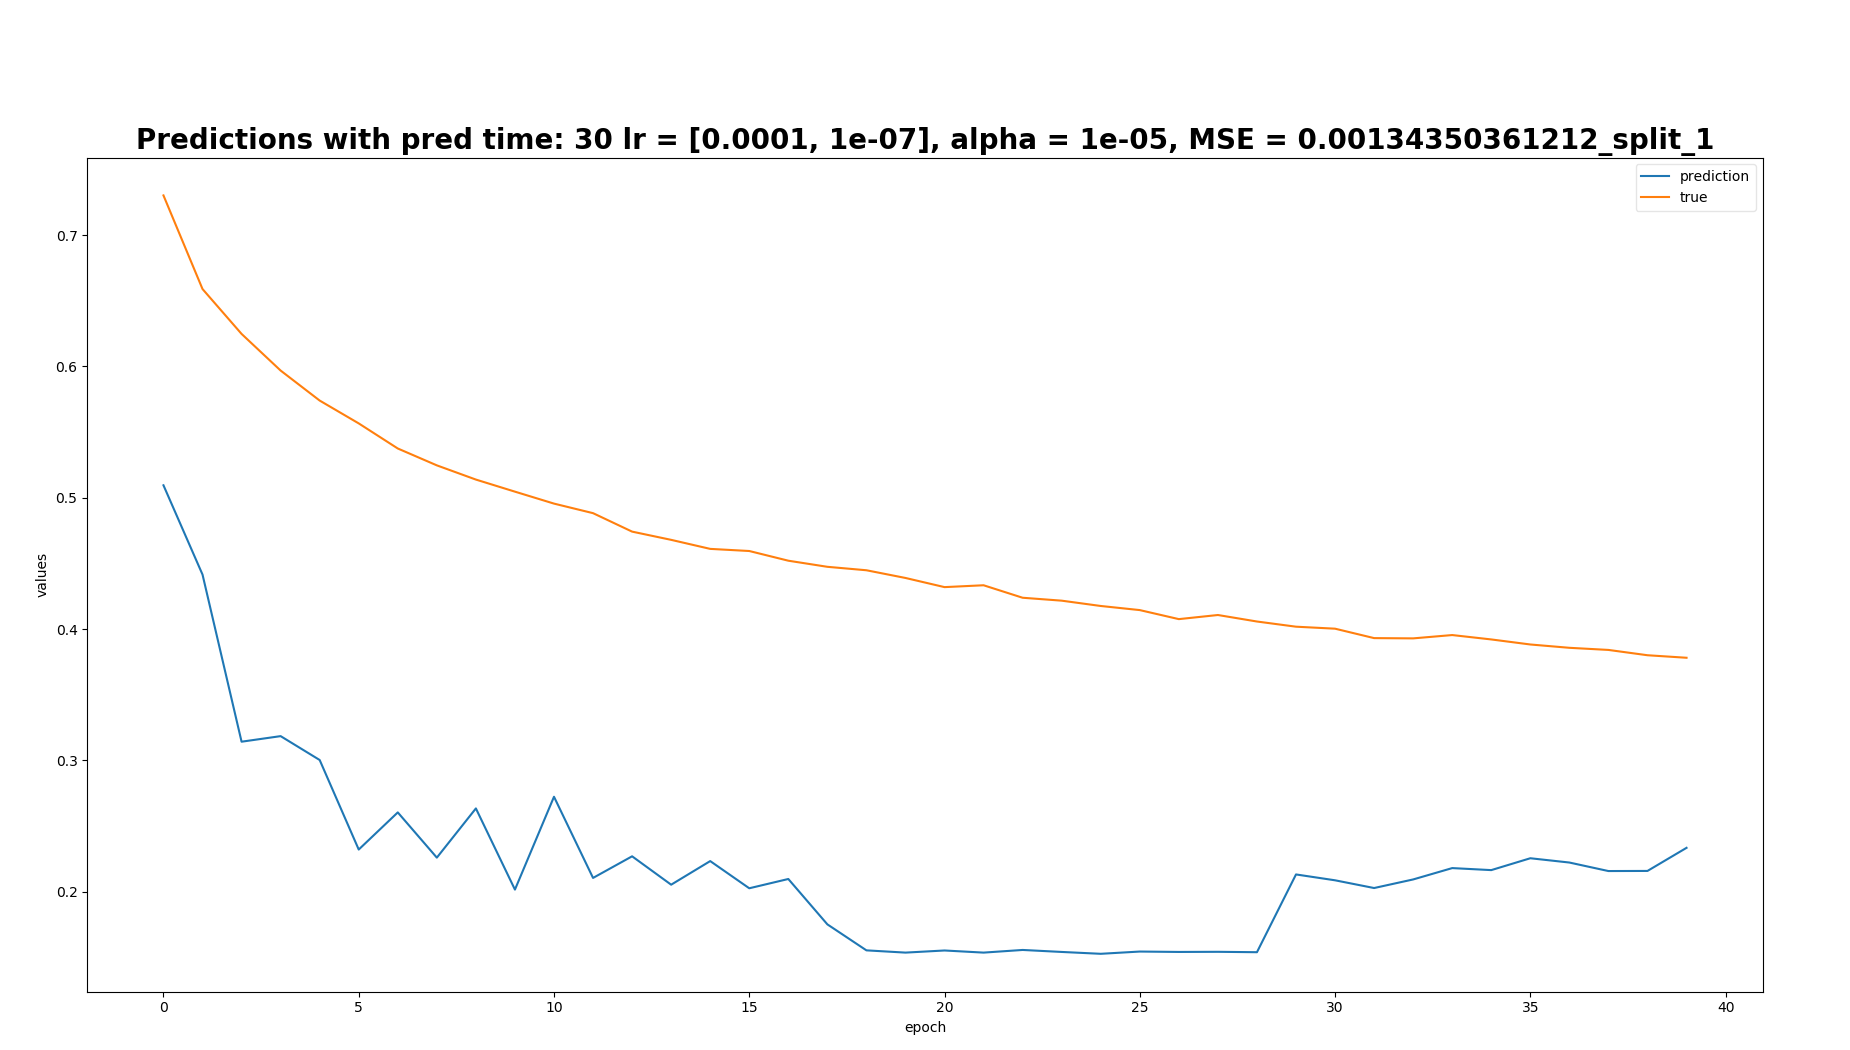 Predictions with pred time: 30 lr = [0.0001, 1e-07], alpha = 1e-05, MSE = 0.00134350361212_split_1
prediction
true
0.7
0.6
0.5
0.4
0.3
0.2
values
0 5 10 15 20 25 30 35 40
epoch